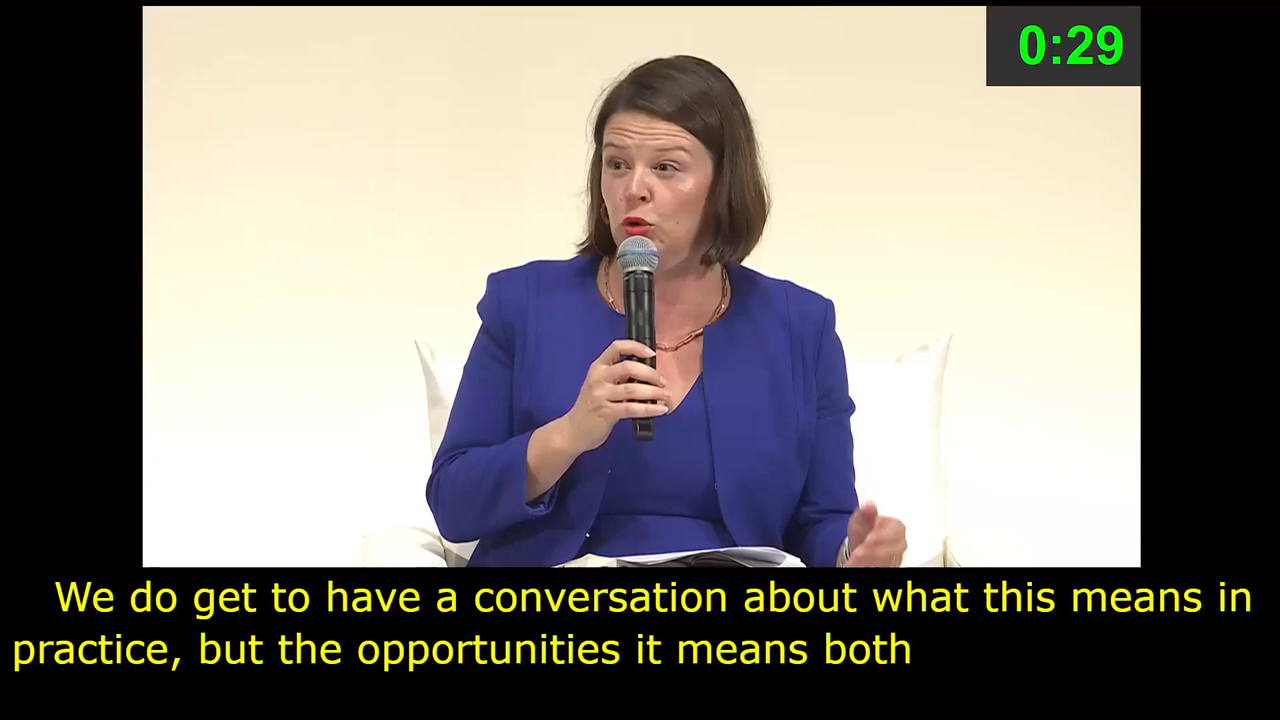 0:29
We do get to have a conversation about what this means in
practice, but the opportunities it means both